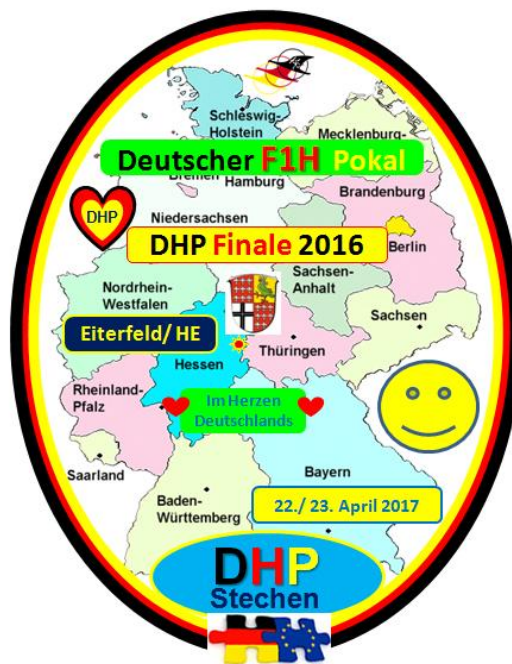 Schleswig-
Holstein
Mecklenburg-
Deutscher F1H Pokal
Bremen
Hamburg
Brandenburg
DHP
Niedersachsen
Berlin
DHP Finale 2016
Sachsen-
Anhalt
Nordrhein-
Westfalen
Sachsen
Eiterfeld/ HE
Hessen
Thüringen
Rheinland-
Pfalz
Im Herzen
Deutschlands
Saarland
Bayern
Baden-
Württemberg
22./ 23. April 2017
DHP
Stechen